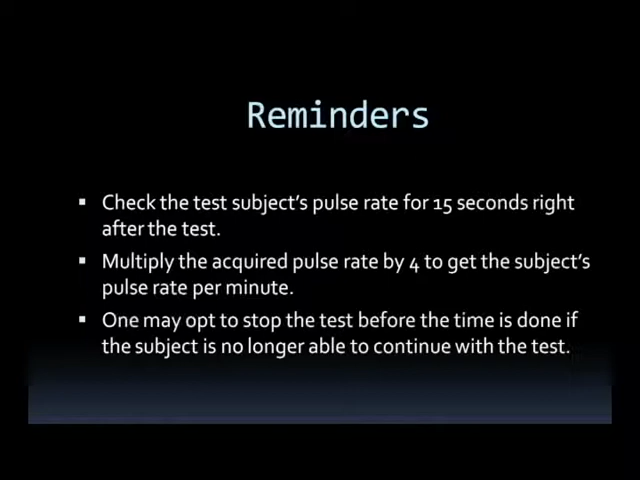 Reminders
▪ Check the test subject's pulse rate for 15 seconds right
after the test.
▪ Multiply the acquired pulse rate by 4 to get the subject's
pulse rate per minute.
▪ One may opt to stop the test before the time is done if
the subject is no longer able to continue with the test.